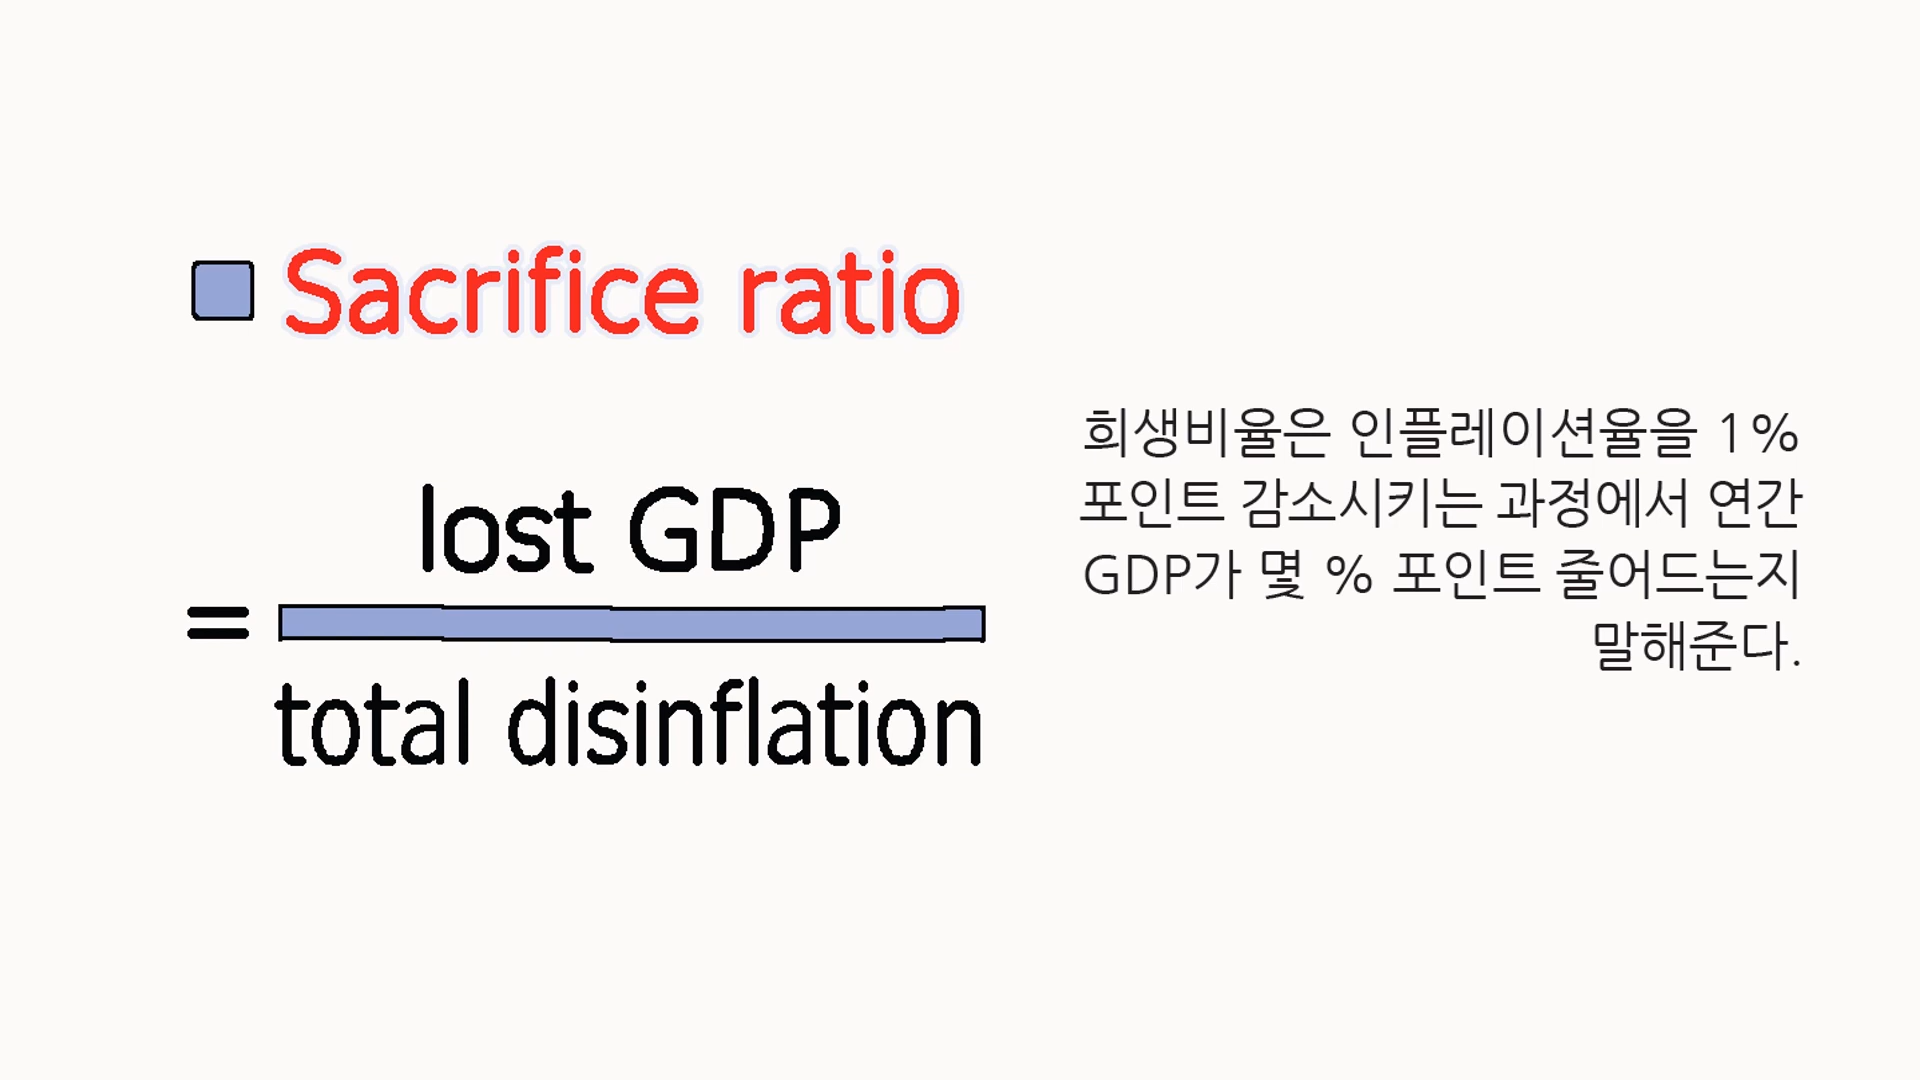 Sacrifice ratio
lost GDP
=
total disinflation
희생비율은 인플레이션율을 1%
포인트 감소시키는 과정에서 연간
GDP가 몇 % 포인트 줄어드는지
말해준다.